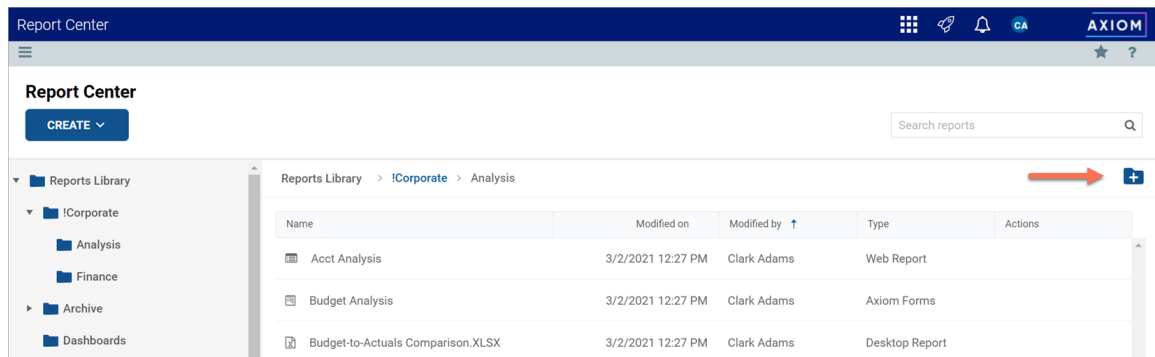 Report Center
CA
AXIOM
?
Report Center
CREATE
Search reports
Reports Library
Reports Library > !Corporate > Analysis
!Corporate
Name Modified on Modified by ↑ Type Actions
Analysis
Acct Analysis 3/2/2021 12:27 PM Clark Adams Web Report
Finance
Budget Analysis 3/2/2021 12:27 PM Clark Adams Axiom Forms
Archive
Dashboards
Budget-to-Actuals Comparison.XLSX 3/2/2021 12:27 PM Clark Adams Desktop Report